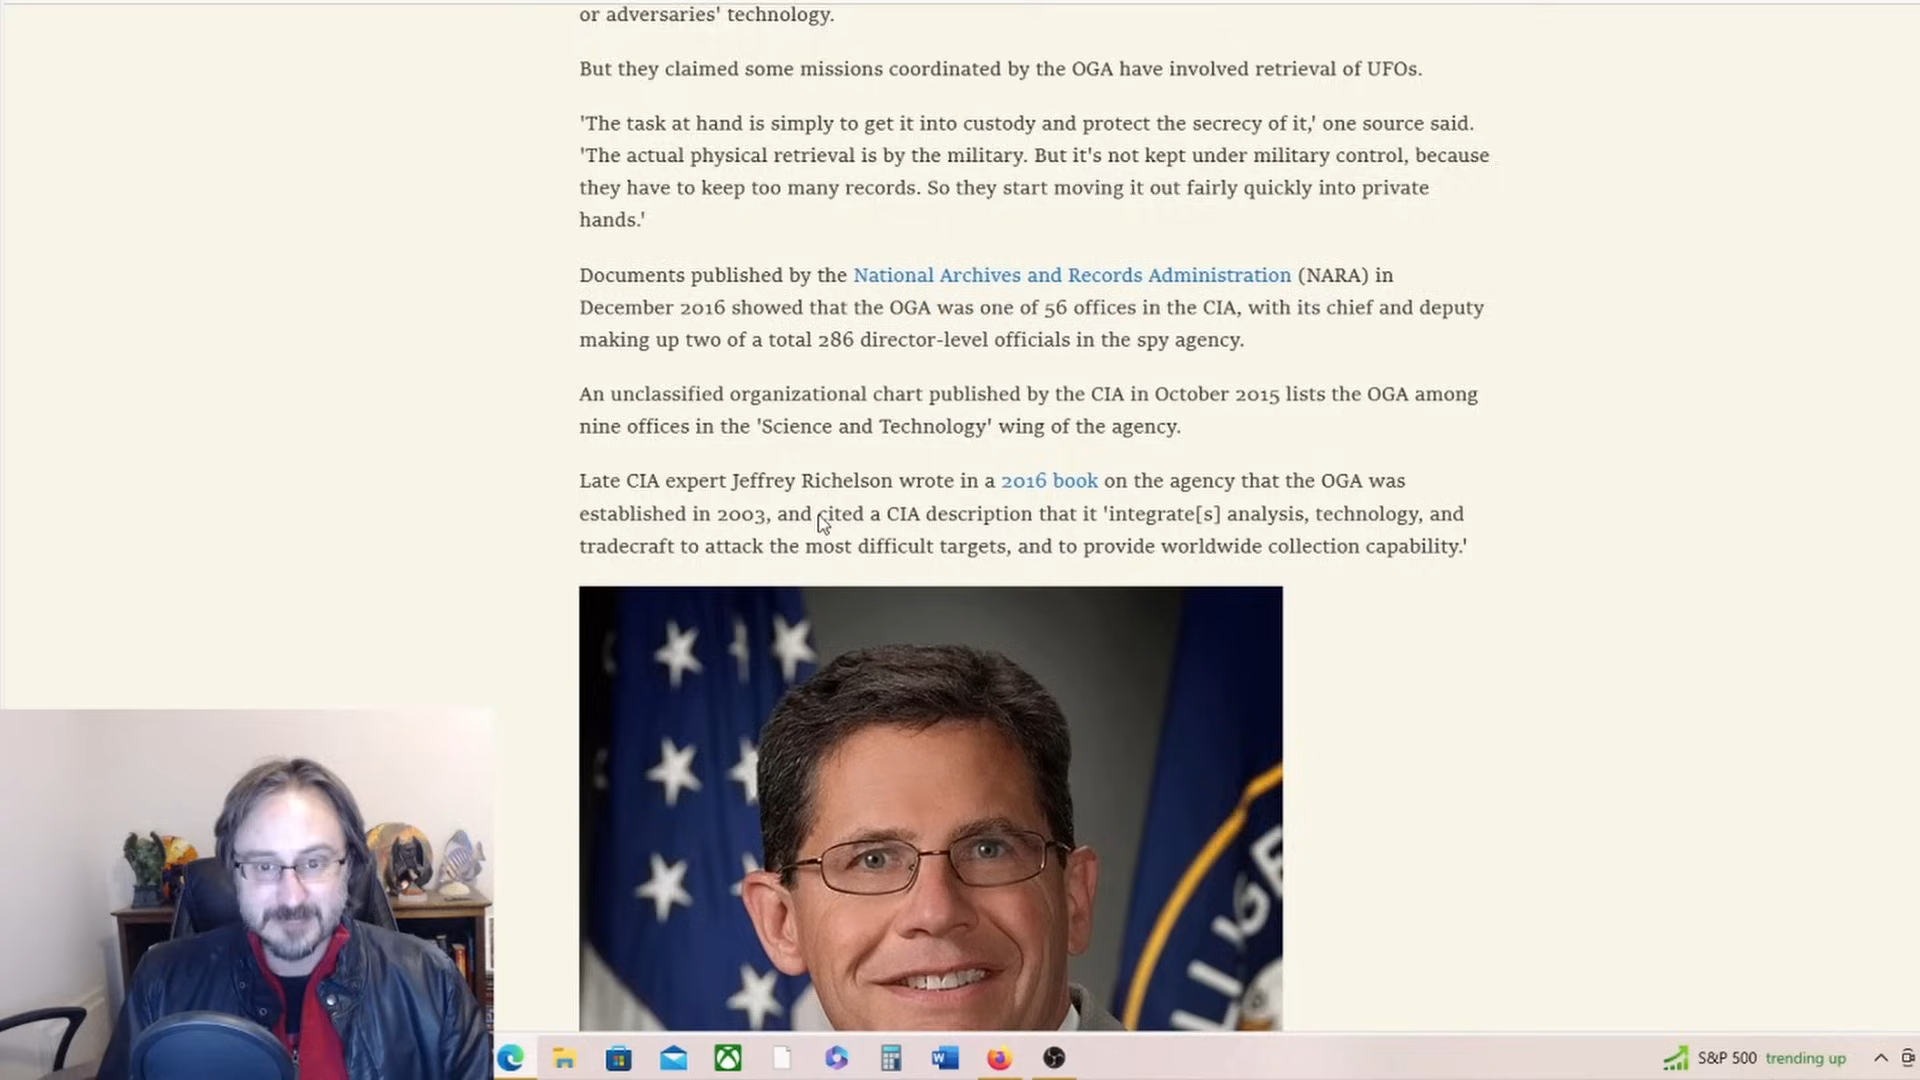 or adversaries' technology.
But they claimed some missions coordinated by the OGA have involved retrieval of UFOs.
'The task at hand is simply to get it into custody and protect the secrecy of it,' one source said.
'The actual physical retrieval is by the military. But it's not kept under military control, because
they have to keep too many records. So they start moving it out fairly quickly into private
hands.'
Documents published by the National Archives and Records Administration (NARA) in
December 2016 showed that the OGA was one of 56 offices in the CIA, with its chief and deputy
making up two of a total 286 director-level officials in the spy agency.
An unclassified organizational chart published by the CIA in October 2015 lists the OGA among
nine offices in the 'Science and Technology' wing of the agency.
Late CIA expert Jeffrey Richelson wrote in a 2016 book on the agency that the OGA was
established in 2003, and cited a CIA description that it 'integrate[s] analysis, technology, and
tradecraft to attack the most difficult targets, and to provide worldwide collection capability.'
LLIGE
S&P 500 trending up